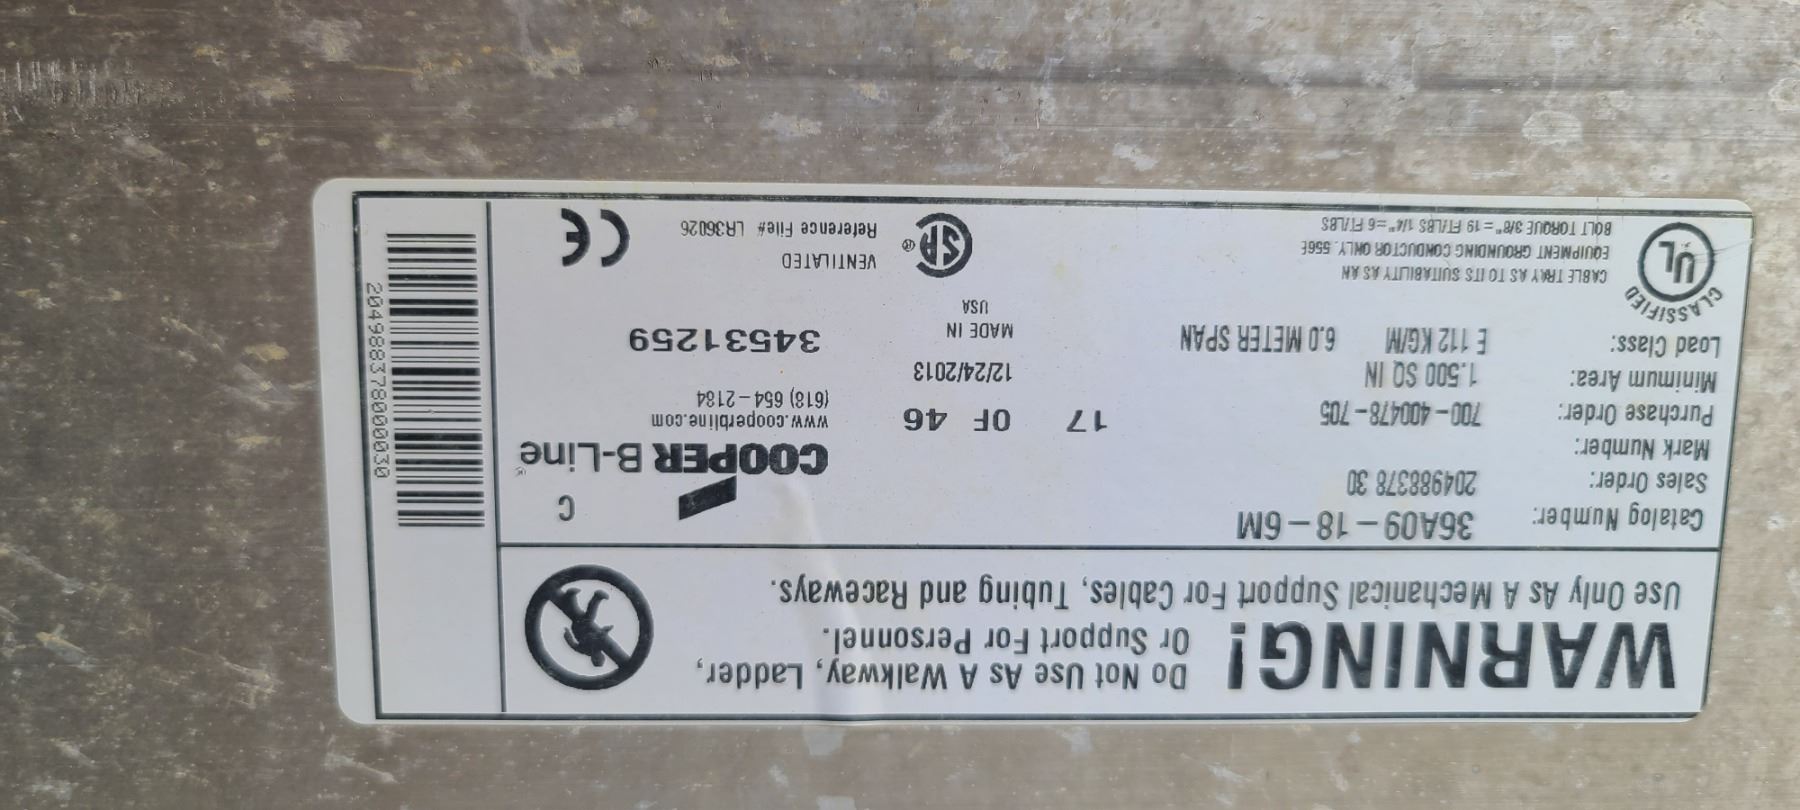 WARNING!
Do Not Use As A Walkway, Ladder,
Or Support For Personnel.
Use Only As A Mechanical Support For Cables, Tubing and Raceways.
Catalog Number: 36A09-18-6M
Sales Order: 204988378 30
Mark Number:
Purchase Order: 700-400478-705
Minimum Area: 1.500 SQ IN
Load Class: E 112 KG/M 6.0 METER SPAN
CLASSIFIED
UL
CABLE TRAY AS TO ITS SUITABILITY AS AN
EQUIPMENT GROUNDING CONDUCTOR ONLY. 556E
BOLT TORQUE 3/8"=19 FT/LBS 1/4"=6 FT/LBS
17 OF 46
12/24/2013
MADE IN
USA
C
COOPER B-Line®
www.cooperbline.com
(618) 654-2184
34531259
SA®
VENTILATED
Reference File# LR36026
CE
20498837800030